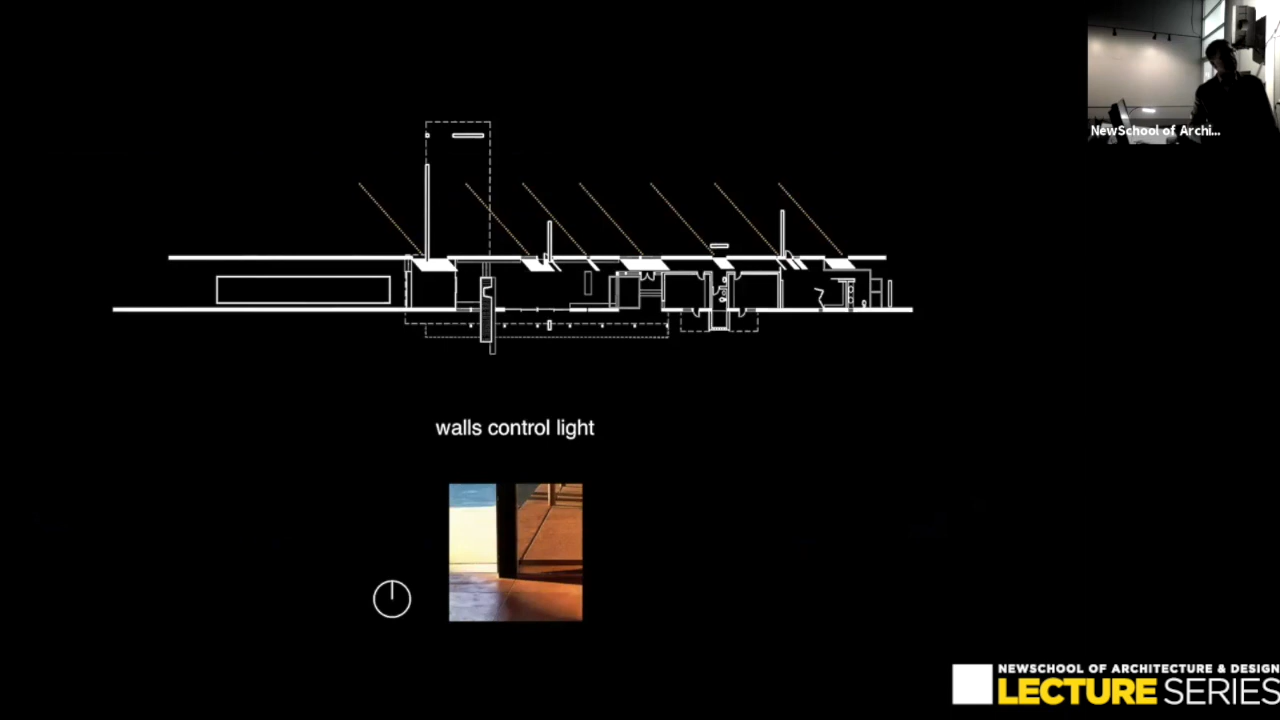 NewSchool of Archi...
walls control light
NEWSCHOOL OF ARCHITECTURE & DESIGN
LECTURE SERIES